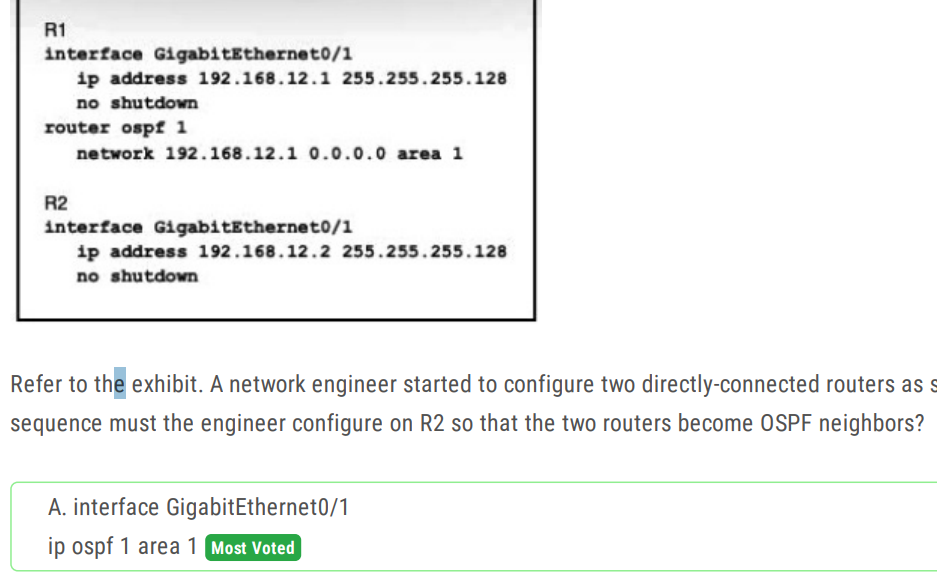 R1
interface GigabitEthernet0/1
ip address 192.168.12.1 255.255.255.128
no shutdown
router ospf 1
network 192.168.12.1 0.0.0.0 area 1
R2
interface GigabitEthernet0/1
ip address 192.168.12.2 255.255.255.128
no shutdown
Refer to the exhibit. A network engineer started to configure two directly-connected routers as s
sequence must the engineer configure on R2 so that the two routers become OSPF neighbors?
A. interface GigabitEthernet0/1
ip ospf 1 area 1 Most Voted